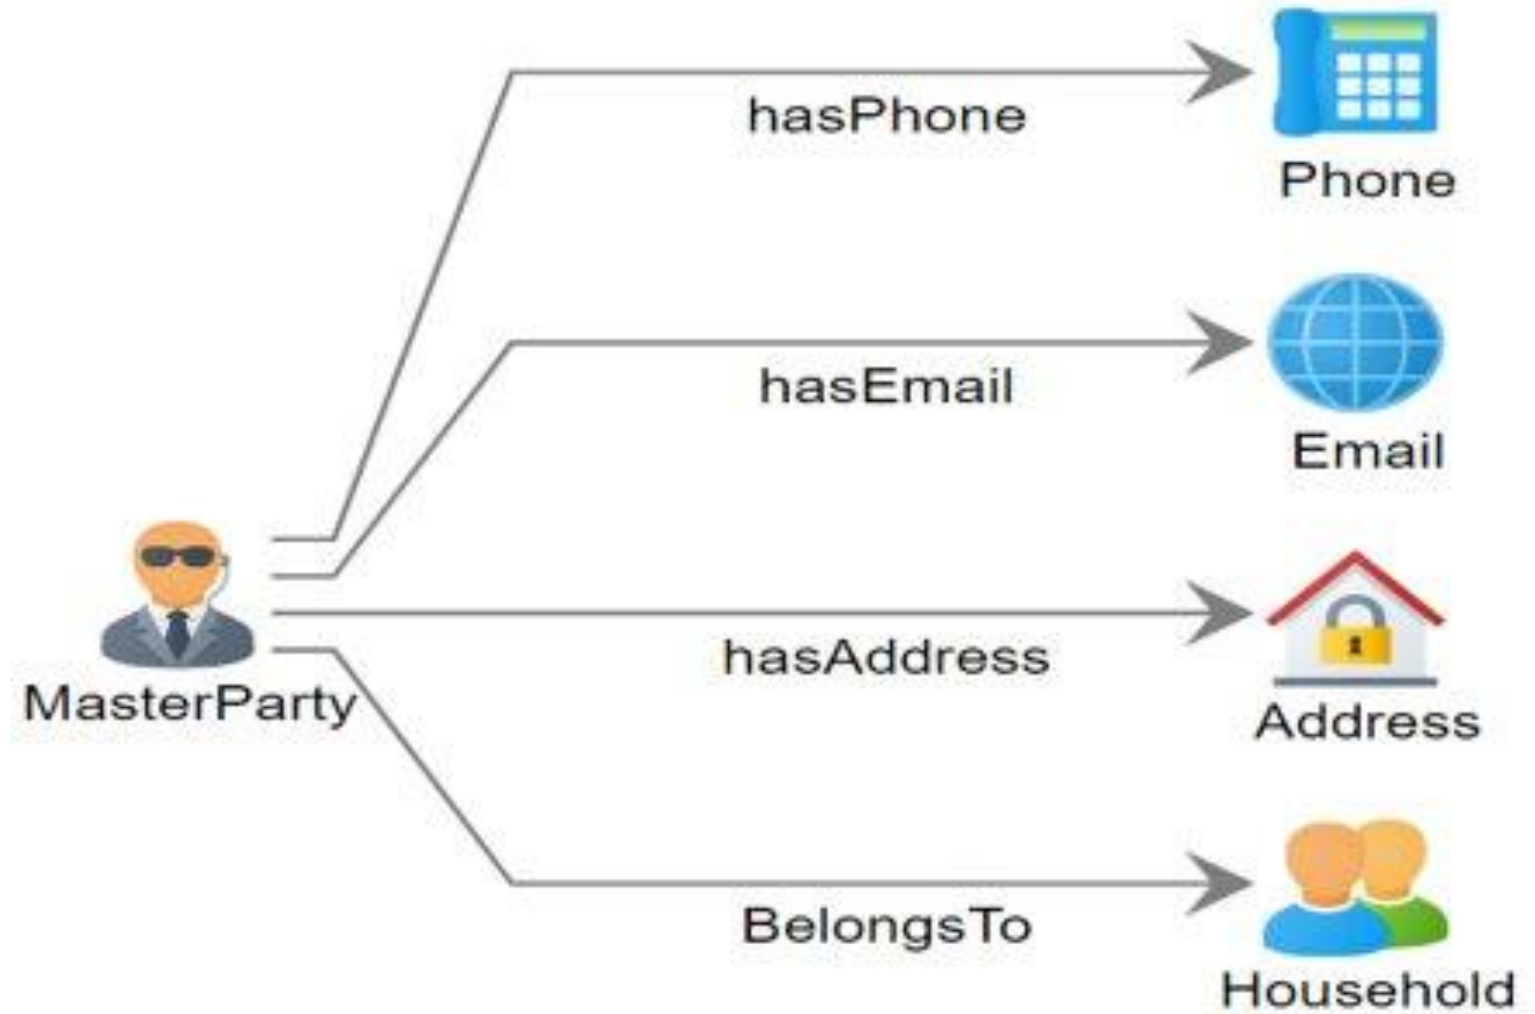 hasPhone
Phone
hasEmail
Email
MasterParty
hasAddress
Address
BelongsTo
Household